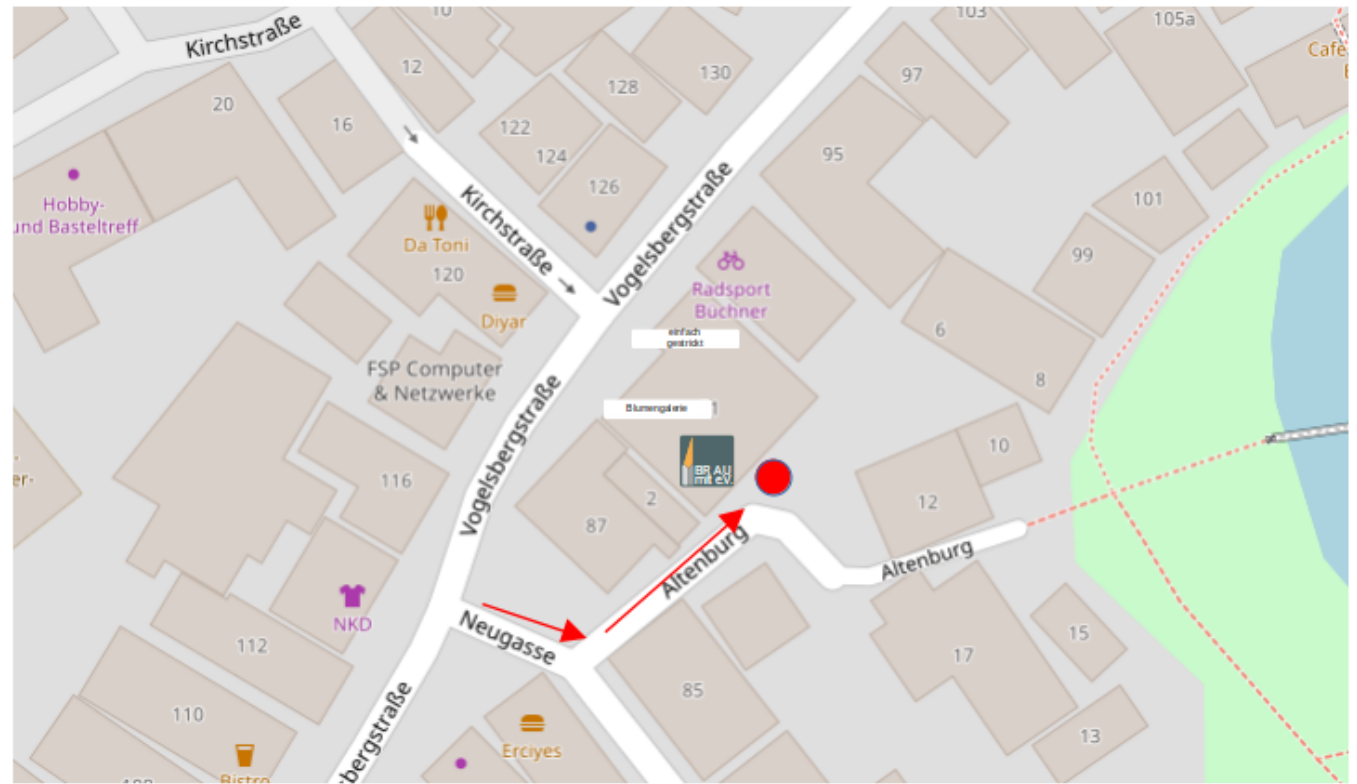 10
103
105a
Kirchstraße
Café
12
130
97
128
20
16
122
124
95
126
Hobby-
und Basteltreff
Kirchstraße
Vogelsbergstraße
101
Da Toni
120
99
Radsport
Büchner
Diyar
einfach
gestrickt
6
FSP Computer
& Netzwerke
8
Blumengalerie
1
Vogelsbergstraße
10
BRAU
mit e.V.
116
2
12
87
Altenburg
Altenburg
NKD
Neugasse
112
15
17
85
110
Erciyes
13
Bistro